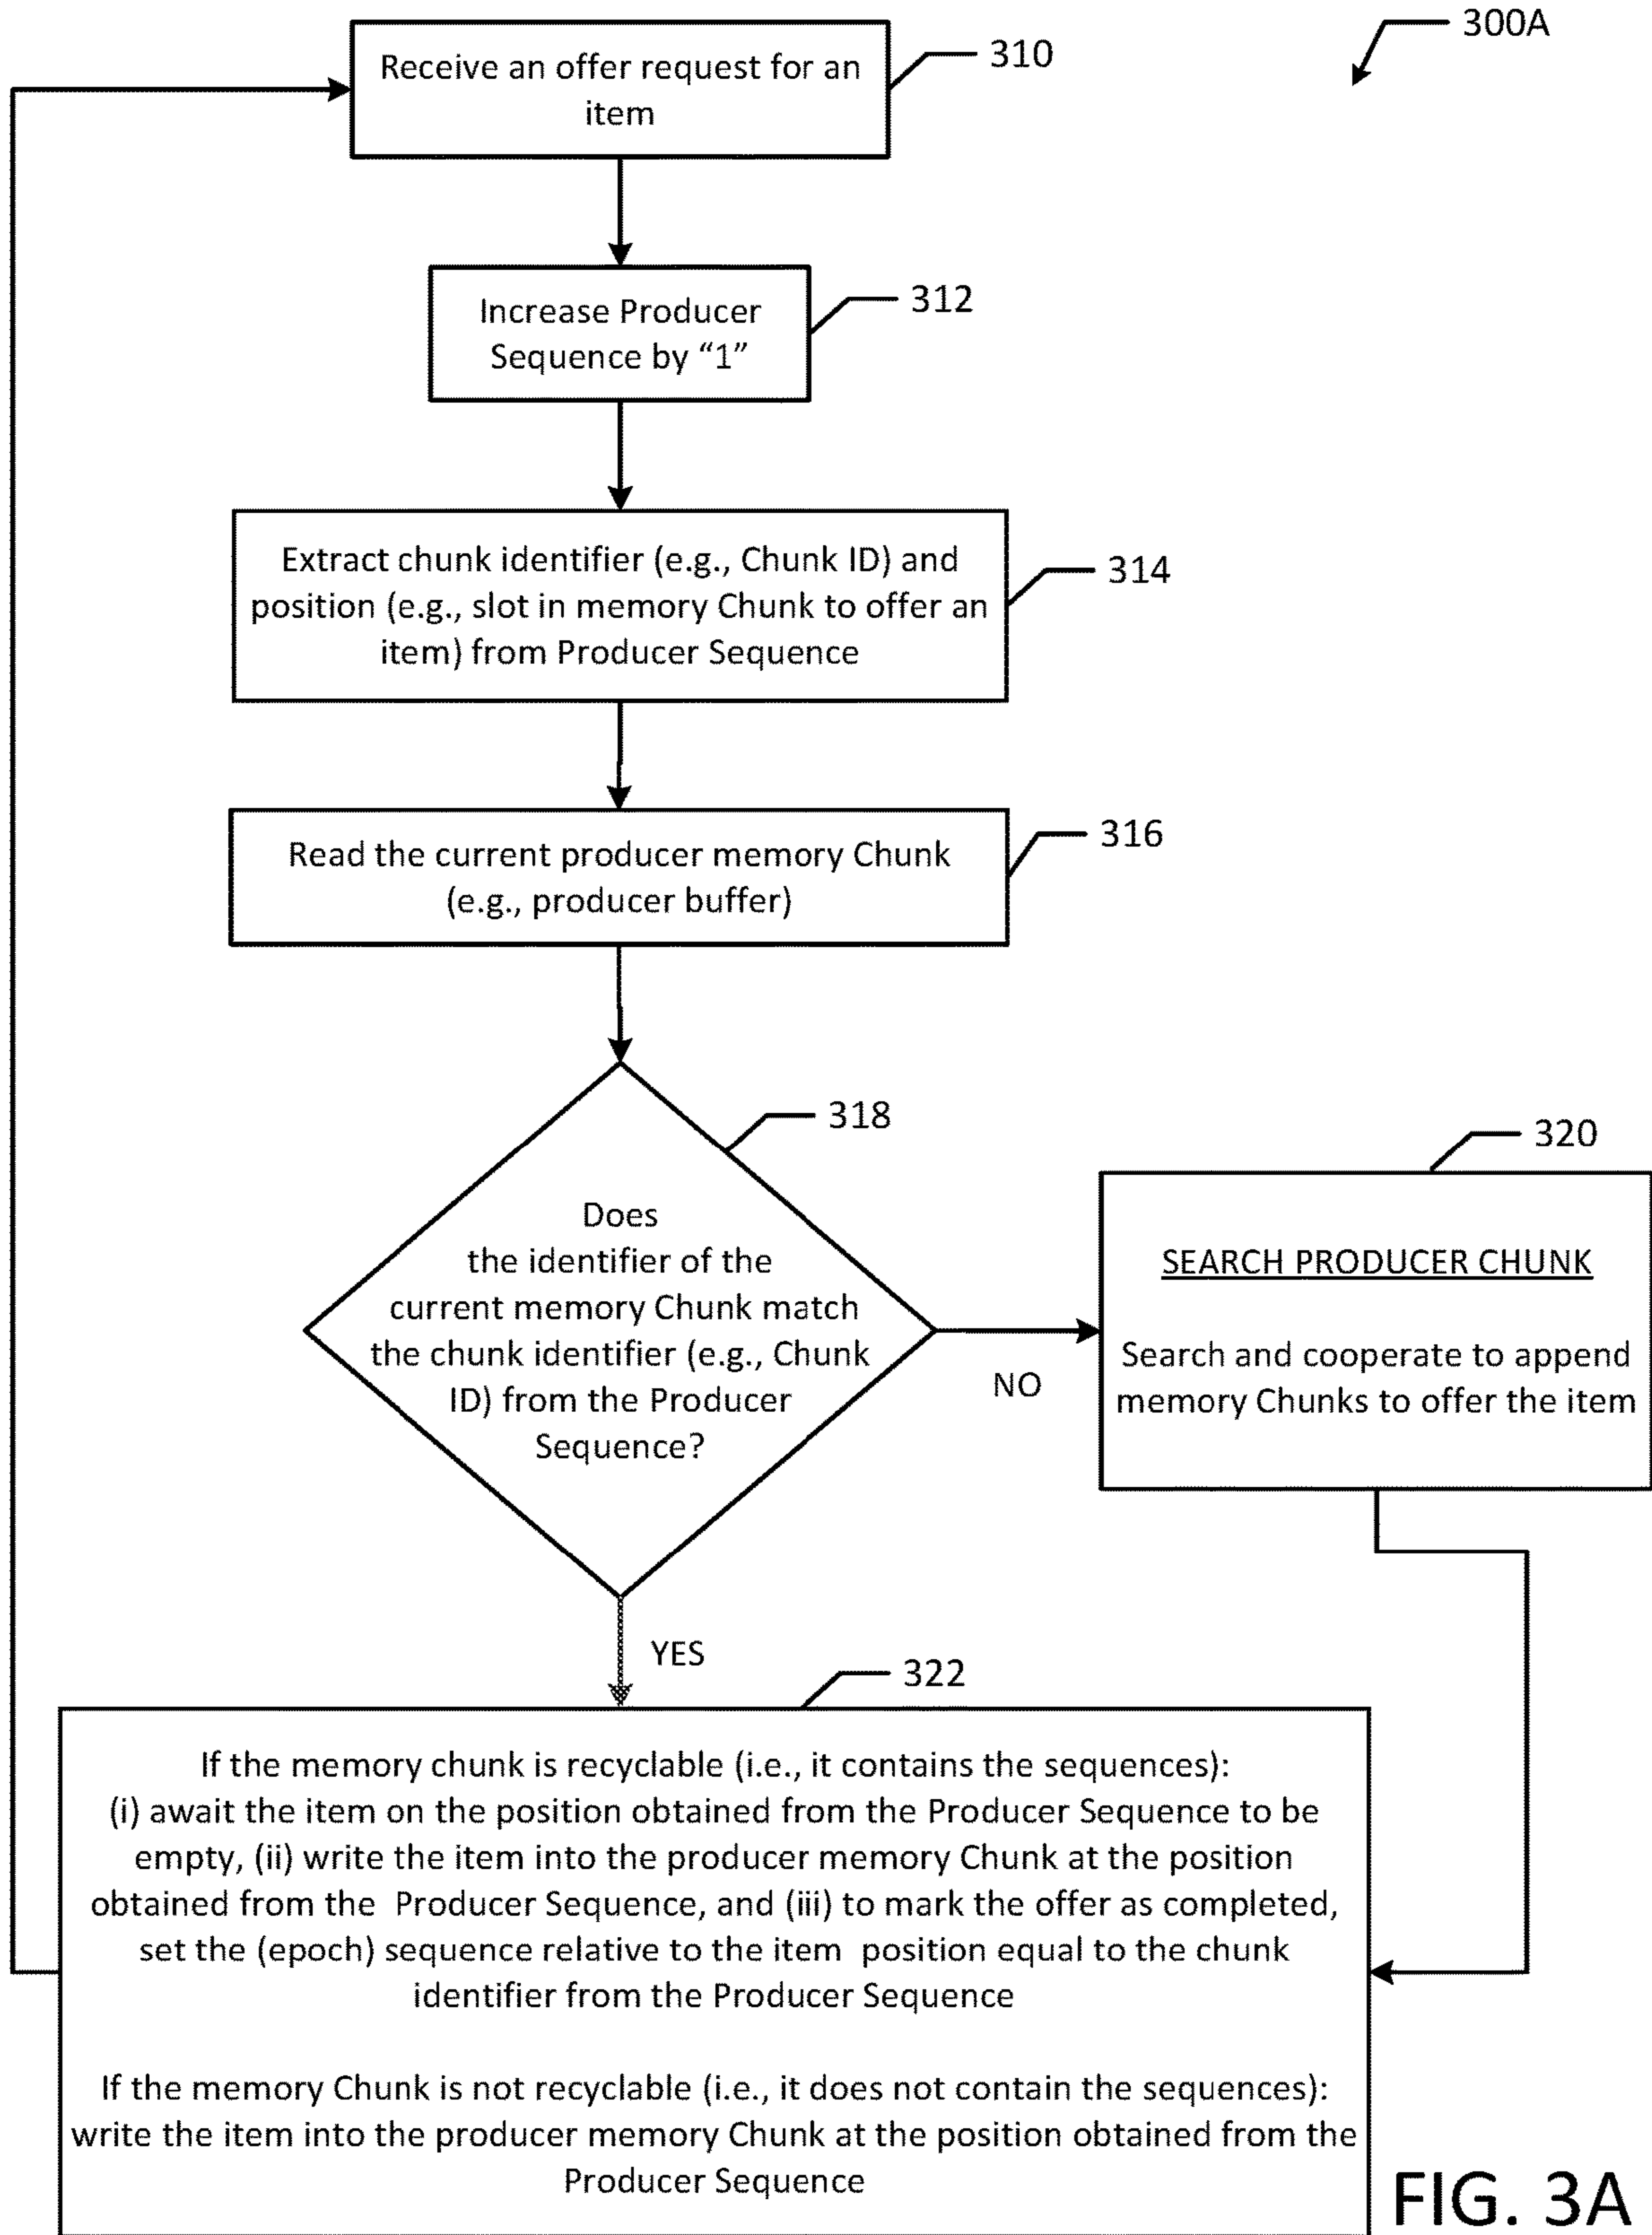 300A
310
Receive an offer request for an
item
312
Increase Producer
Sequence by “1”
314
Extract chunk identifier (e.g., Chunk ID) and
position (e.g., slot in memory Chunk to offer an
item) from Producer Sequence
316
Read the current producer memory Chunk
(e.g., producer buffer)
318
Does
the identifier of the
current memory Chunk match
the chunk identifier (e.g., Chunk
ID) from the Producer
Sequence?
NO
320
SEARCH PRODUCER CHUNK
Search and cooperate to append
memory Chunks to offer the item
YES
322
If the memory chunk is recyclable (i.e., it contains the sequences):
(i) await the item on the position obtained from the Producer Sequence to be
empty, (ii) write the item into the producer memory Chunk at the position
obtained from the Producer Sequence, and (iii) to mark the offer as completed,
set the (epoch) sequence relative to the item position equal to the chunk
identifier from the Producer Sequence
If the memory Chunk is not recyclable (i.e., it does not contain the sequences):
write the item into the producer memory Chunk at the position obtained from the
Producer Sequence
FIG. 3A